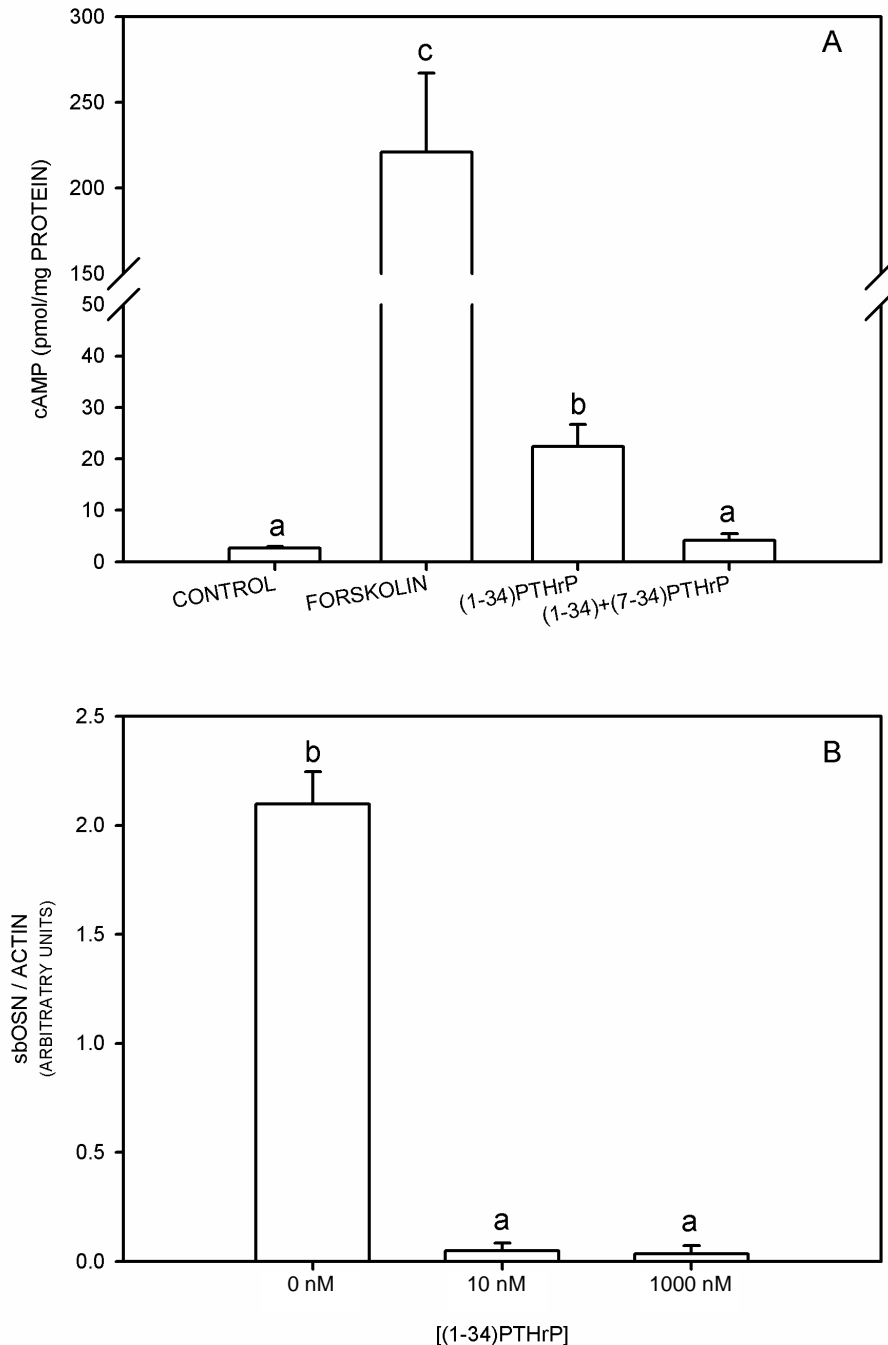 A
cAMP (pmol/mg PROTEIN)
300
250
200
150
50
40
30
20
10
0
a
c
b
a
CONTROL
FORSKOLIN
(1-34)PTHrP
(1-34)+(7-34)PTHrP
B
sbOSN / ACTIN
(ARBITRATRY UNITS)
2.5
2.0
1.5
1.0
0.5
0.0
b
a
a
0 nM
10 nM
1000 nM
[(1-34)PTHrP]